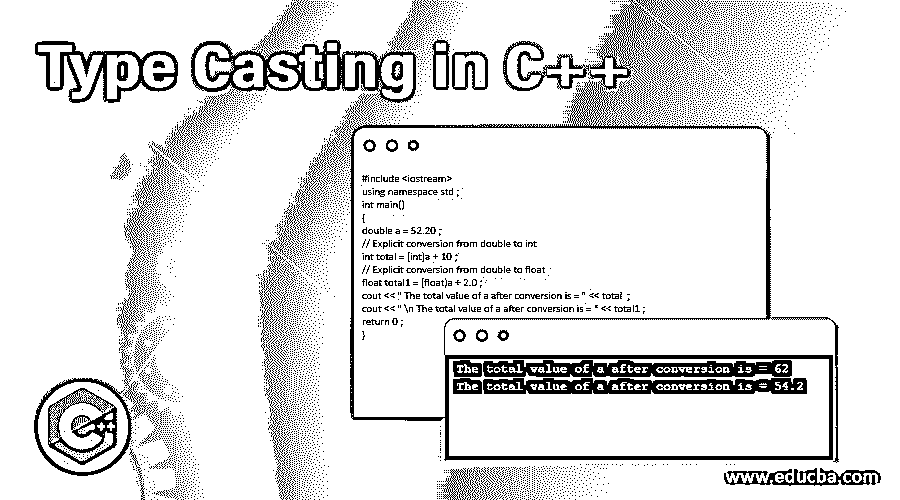 Type Casting in C++
#include <iostream>
using namespace std ;
int main()
{
double a = 52.20 ;
// Explicit conversion from double to int
int total = (int)a + 10 ;
// Explicit conversion from double to float
float total1 = (float)a + 2.0 ;
cout << " The total value of a after conversion is = " << total ;
cout << " \n The total value of a after conversion is = " << total1 ;
return 0 ;
}
The total value of a after conversion is = 62
The total value of a after conversion is = 54.2
C++
www.educba.com